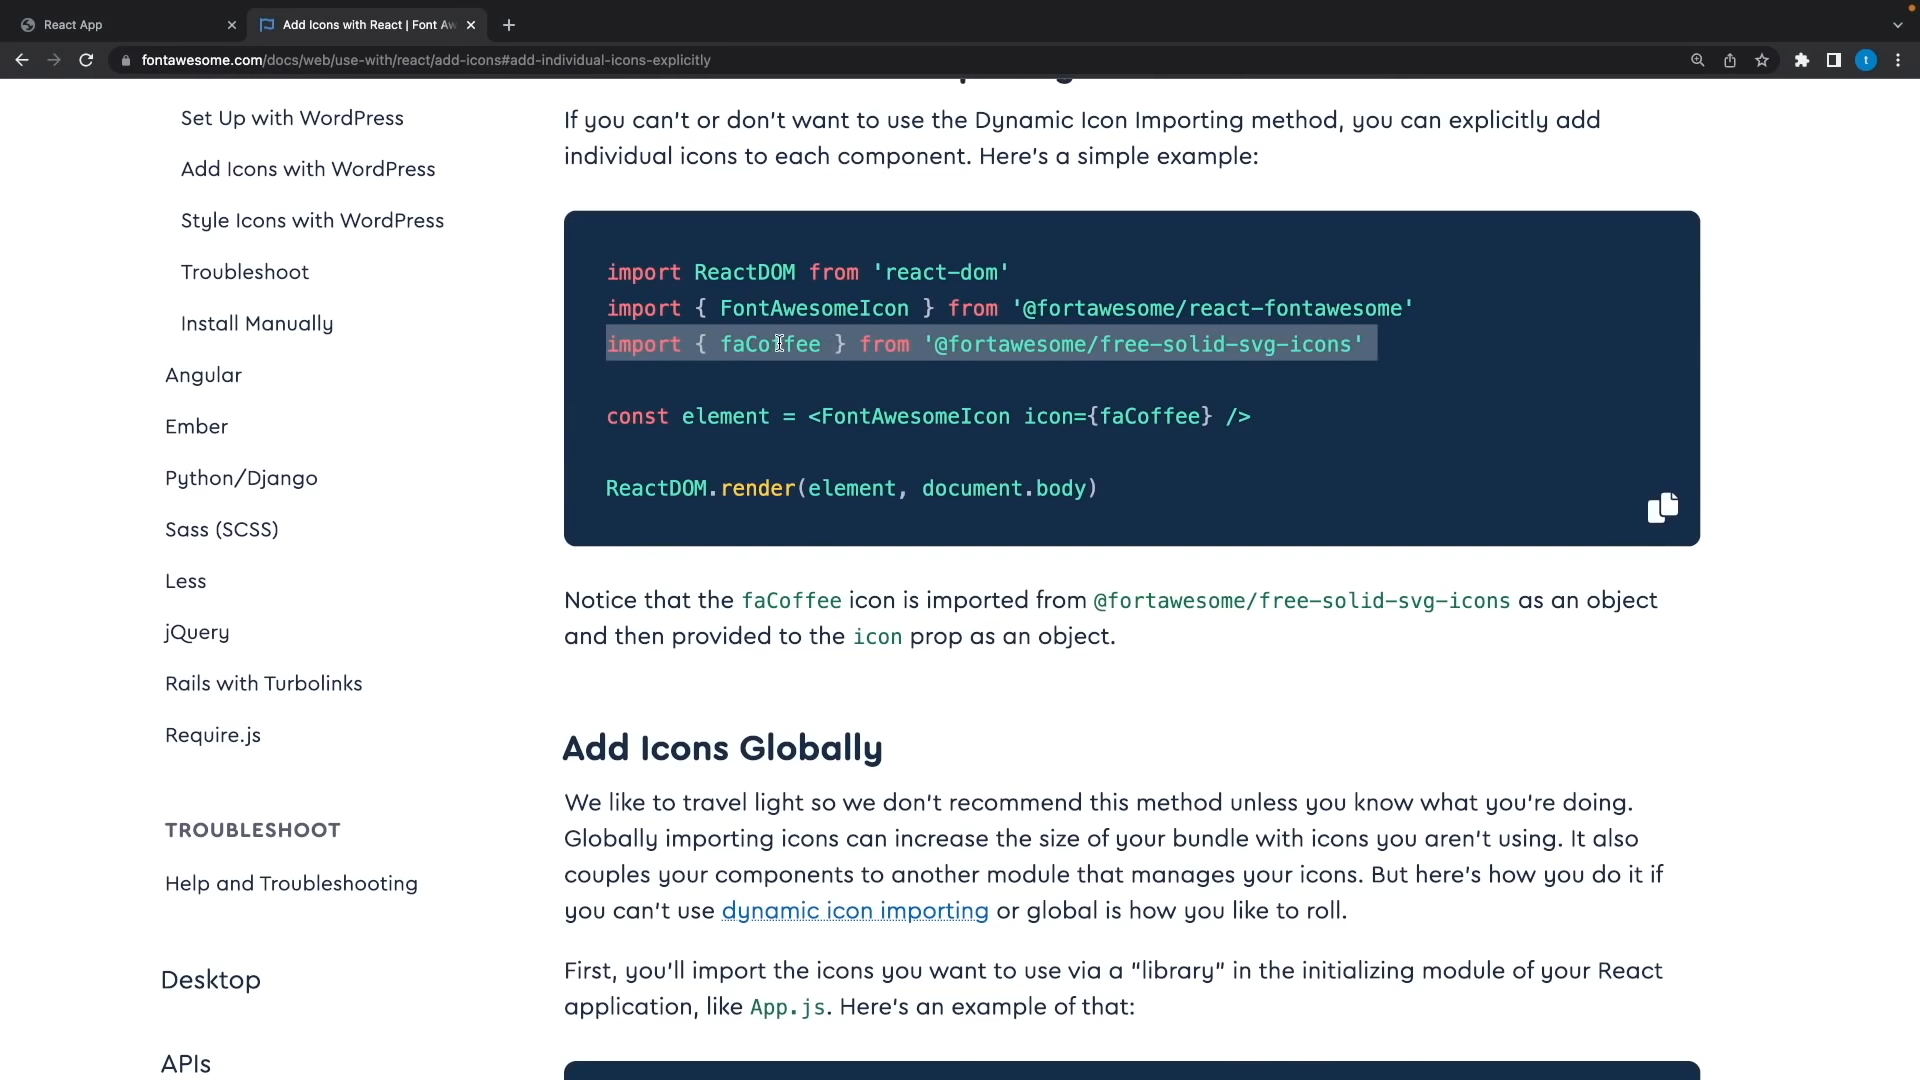 React App
Add Icons with React | Font Aw
fontawesome.com/docs/web/use-with/react/add-icons#add-individual-icons-explicitly
t
Set Up with WordPress
Add Icons with WordPress
Style Icons with WordPress
Troubleshoot
Install Manually
Angular
Ember
Python/Django
Sass (SCSS)
Less
jQuery
Rails with Turbolinks
Require.js
TROUBLESHOOT
Help and Troubleshooting
Desktop
APIs
If you can't or don't want to use the Dynamic Icon Importing method, you can explicitly add
individual icons to each component. Here's a simple example:
import ReactDOM from 'react-dom'
import { FontAwesomeIcon } from '@fortawesome/react-fontawesome'
import { faCoffee } from '@fortawesome/free-solid-svg-icons'
const element = <FontAwesomeIcon icon={faCoffee} />
ReactDOM.render(element, document.body)
Notice that the faCoffee icon is imported from @fortawesome/free-solid-svg-icons as an object
and then provided to the icon prop as an object.
Add Icons Globally
We like to travel light so we don't recommend this method unless you know what you're doing.
Globally importing icons can increase the size of your bundle with icons you aren't using. It also
couples your components to another module that manages your icons. But here's how you do it if
you can't use dynamic icon importing or global is how you like to roll.
First, you'll import the icons you want to use via a "library" in the initializing module of your React
application, like App.js. Here's an example of that: